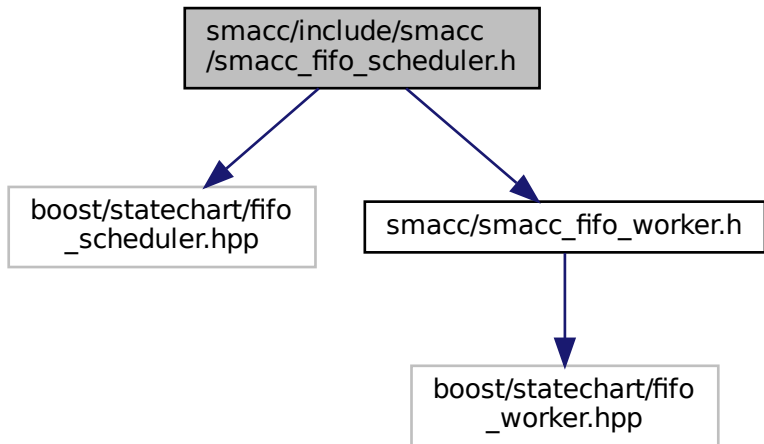 smacc/include/smacc
/smacc_fifo_scheduler.h
boost/statechart/fifo
_scheduler.hpp
smacc/smacc_fifo_worker.h
boost/statechart/fifo
_worker.hpp